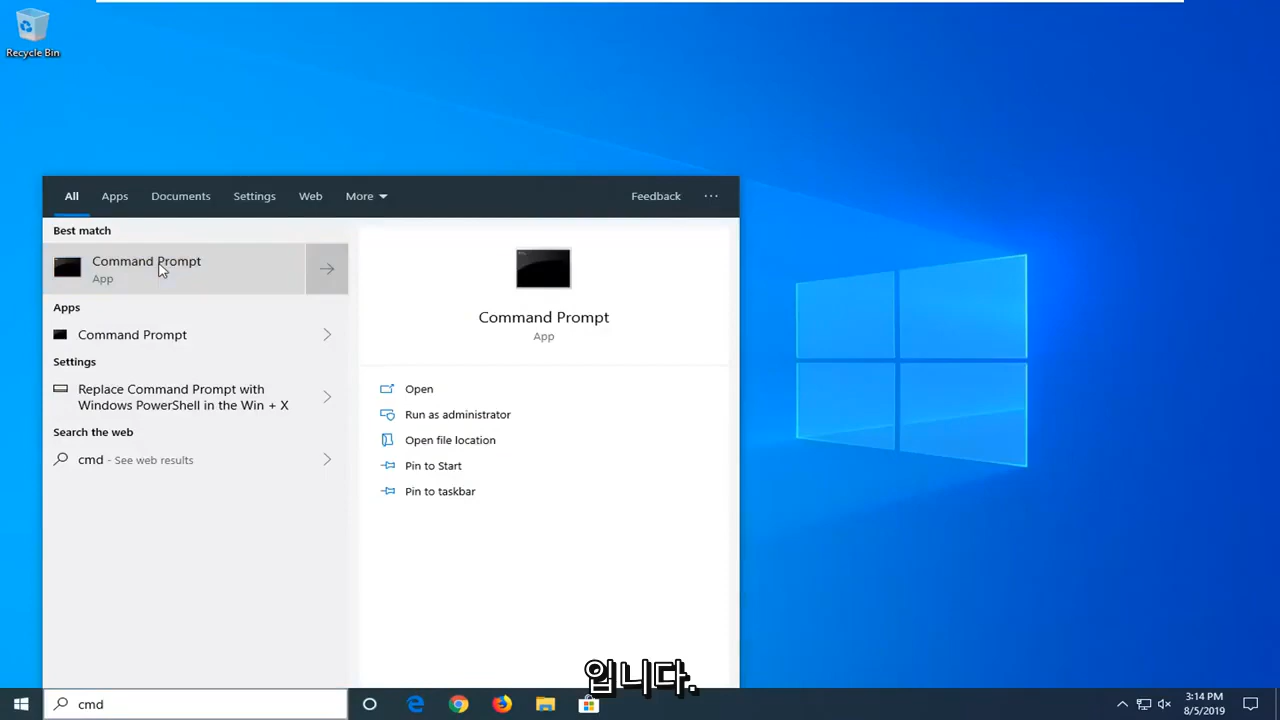 Recycle Bin
All Apps Documents Settings Web More Feedback ...
Best match
Command Prompt
App
Apps
Command Prompt
Settings
Replace Command Prompt with
Windows PowerShell in the Win + X
Search the web
cmd - See web results
Command Prompt
App
Open
Run as administrator
Open file location
Pin to Start
Pin to taskbar
입니다.
cmd
3:14 PM
8/5/2019